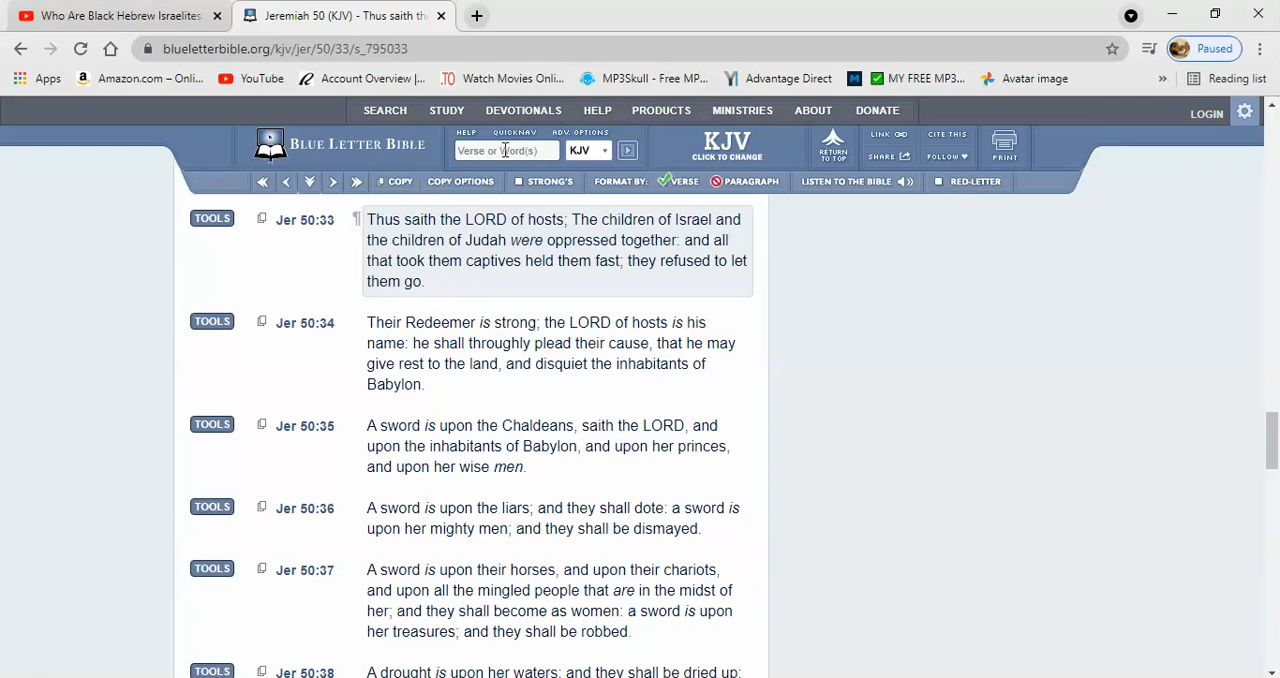 Who Are Black Hebrew Israelites
Jeremiah 50 (KJV) - Thus saith the
blueletterbible.org/kjv/jer/50/33/s_795033
Paused
Apps
Amazon.com – Onli...
YouTube
Account Overview |...
Watch Movies Onli...
MP3Skull - Free MP...
Advantage Direct
MY FREE MP3...
Avatar image
»
Reading list
SEARCH
STUDY
DEVOTIONALS
HELP
PRODUCTS
MINISTRIES
ABOUT
DONATE
LOGIN
BLUE LETTER BIBLE
HELP
QUICKNAV
ADV. OPTIONS
Verse or Word(s)
KJV
KJV
CLICK TO CHANGE
RETURN
TO TOP
LINK
SHARE
CITE THIS
FOLLOW
PRINT
COPY
COPY OPTIONS
STRONG'S
FORMAT BY:
VERSE
PARAGRAPH
LISTEN TO THE BIBLE
RED-LETTER
TOOLS
Jer 50:33
¶
Thus saith the LORD of hosts; The children of Israel and
the children of Judah were oppressed together: and all
that took them captives held them fast; they refused to let
them go.
TOOLS
Jer 50:34
Their Redeemer is strong; the LORD of hosts is his
name: he shall throughly plead their cause, that he may
give rest to the land, and disquiet the inhabitants of
Babylon.
TOOLS
Jer 50:35
A sword is upon the Chaldeans, saith the LORD, and
upon the inhabitants of Babylon, and upon her princes,
and upon her wise men.
TOOLS
Jer 50:36
A sword is upon the liars; and they shall dote: a sword is
upon her mighty men; and they shall be dismayed.
TOOLS
Jer 50:37
A sword is upon their horses, and upon their chariots,
and upon all the mingled people that are in the midst of
her; and they shall become as women: a sword is upon
her treasures; and they shall be robbed.
TOOLS
Jer 50:38
A drought is upon her waters; and they shall be dried up: